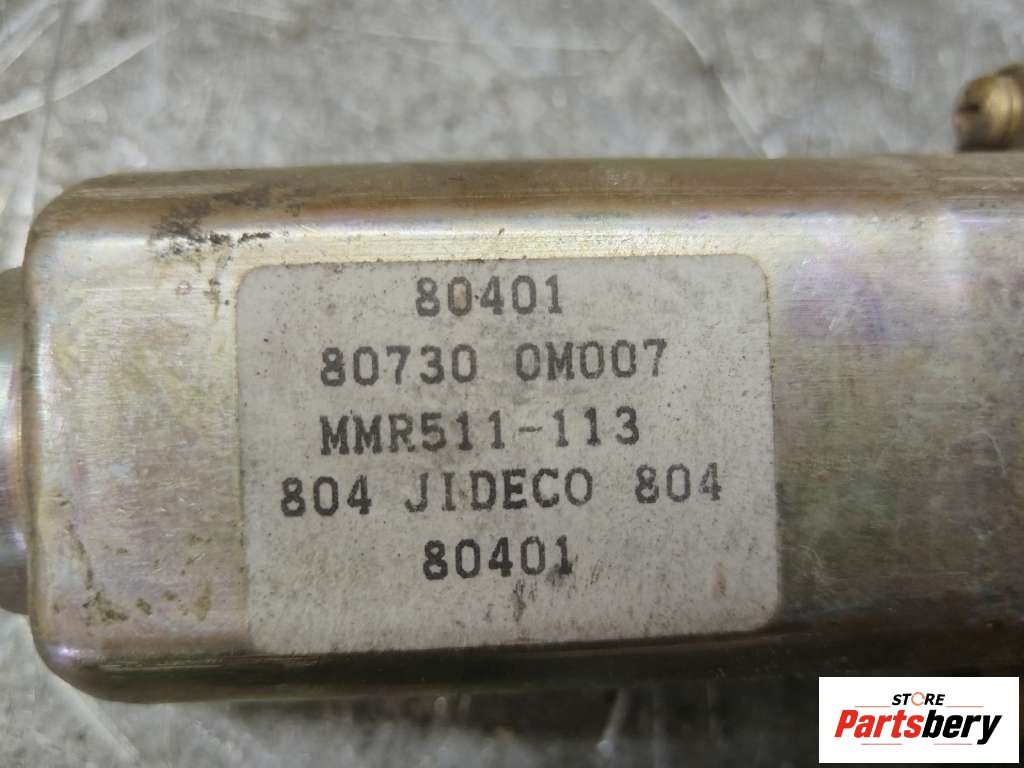 80401
80730 0M007
MMR511-113
804 JIDECO 804
80401
STORE
Partsbery